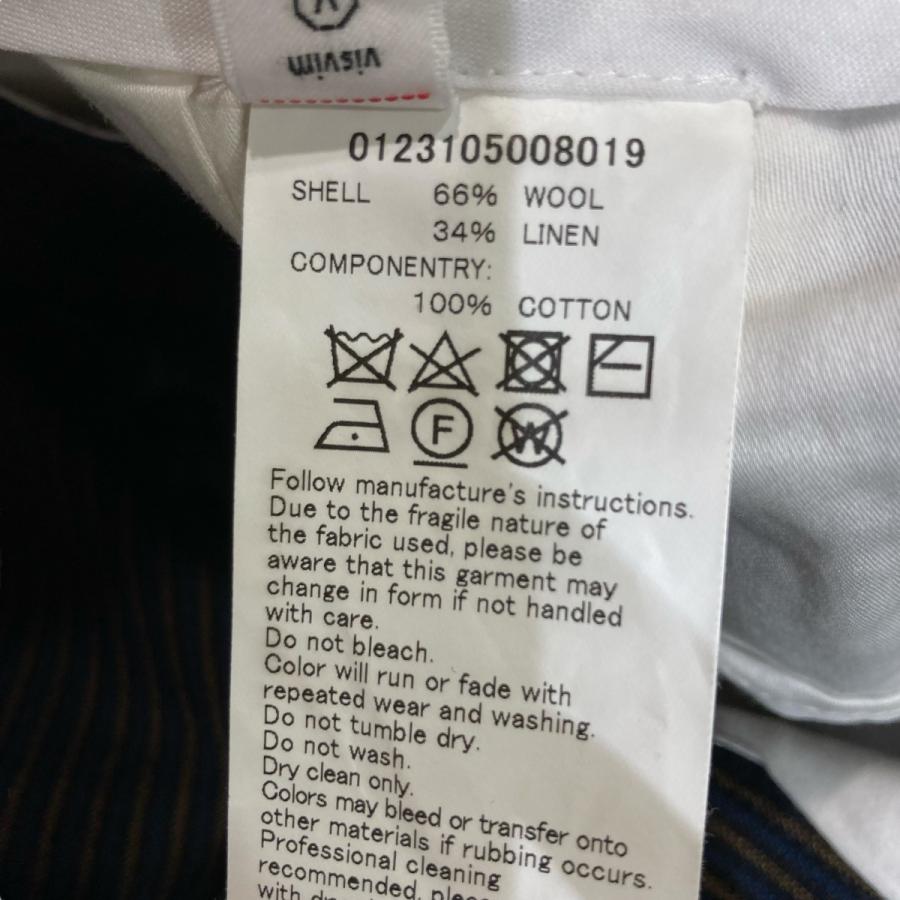 visvim
0123105008019
SHELL 66% WOOL
34% LINEN
COMPONENTRY:
100% COTTON
F
W
Follow manufacture's instructions.
Due to the fragile nature of
the fabric used, please be
aware that this garment may
change in form if not handled
with care.
Do not bleach.
Color will run or fade with
repeated wear and washing.
Do not tumble dry.
Do not wash.
Dry clean only.
Colors may bleed or transfer onto
other materials if rubbing occurs.
Professional cleaning
recommended,
with